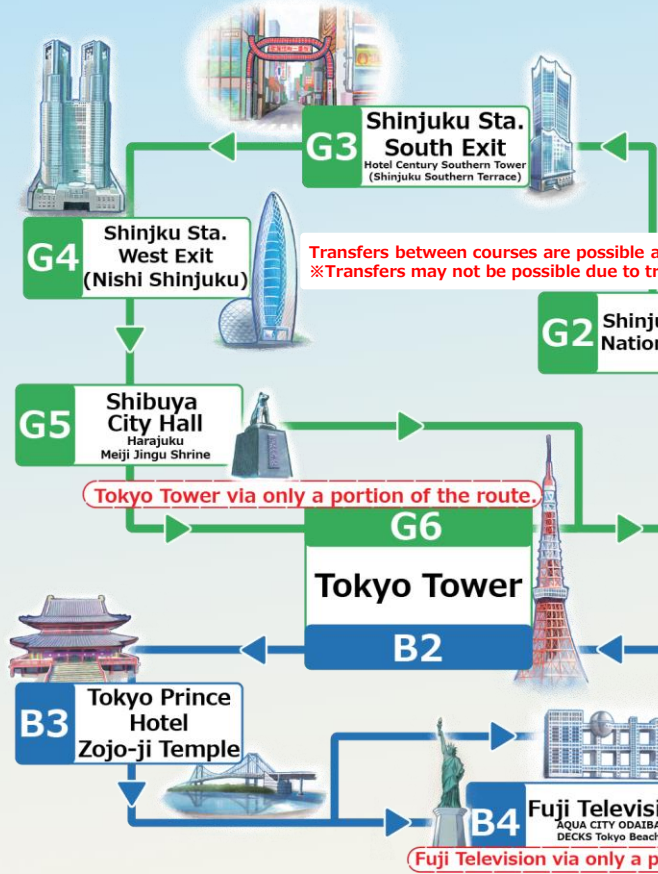 G3
Shinjuku Sta.
South Exit
Hotel Century Southern Tower
(Shinjuku Southern Terrace)
G4
Shinjku Sta.
West Exit
(Nishi Shinjuku)
Transfers between courses are possible a
※Transfers may not be possible due to tr
G2
Shinju
Nation
G5
Shibuya
City Hall
Harajuku
Meiji Jingu Shrine
Tokyo Tower via only a portion of the route.
G6
Tokyo Tower
B2
B3
Tokyo Prince
Hotel
Zojo-ji Temple
B4
Fuji Televisi
AQUA CITY ODAIBA
DECKS Tokyo Beach
Fuji Television via only a p